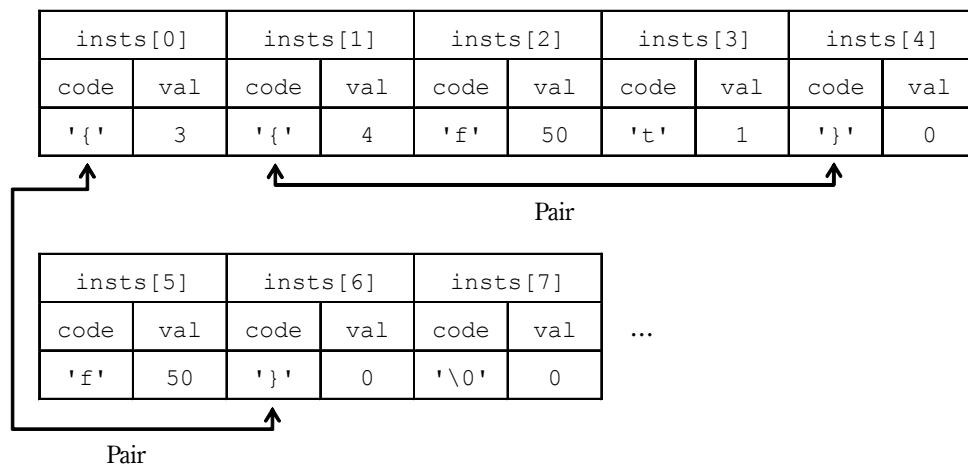 insts[0] insts[1] insts[2] insts[3] insts[4]
code val code val code val code val code val
'{' 3 '{' 4 'f' 50 't' 1 '}' 0
Pair
insts[5] insts[6] insts[7]
code val code val code val ...
'f' 50 '}' 0 '\0' 0
Pair